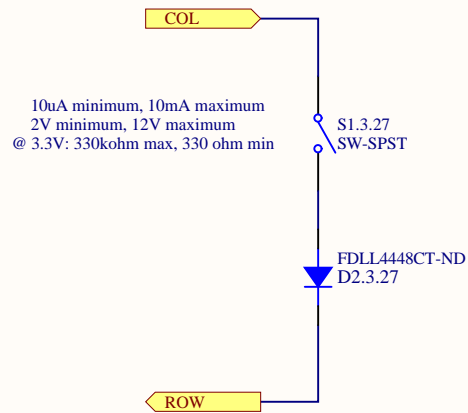 COL
10uA minimum, 10mA maximum
2V minimum, 12V maximum
@ 3.3V: 330kohm max, 330 ohm min
S1.3.27
SW-SPST
FDLL4448CT-ND
D2.3.27
ROW